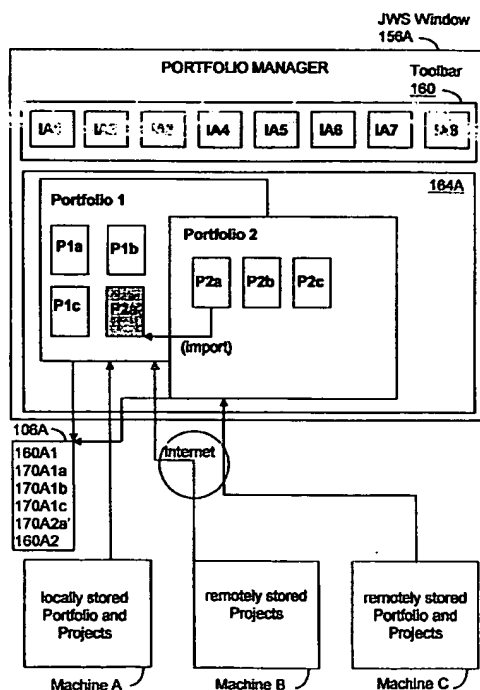 JWS Window
156A
PORTFOLIO MANAGER
Toolbar
160
IA4 IA5 IA6 IA7 IA8
164A
Portfolio 1
P1a P1b
P1c
Portfolio 2
P2a P2b P2c
(import)
106A
160A1
170A1a
170A1b
170A1c
170A2a'
160A2
Internet
locally stored
Portfolio and
Projects
remotely stored
Projects
remotely stored
Portfolio and
Projects
Machine A
Machine B
Machine C